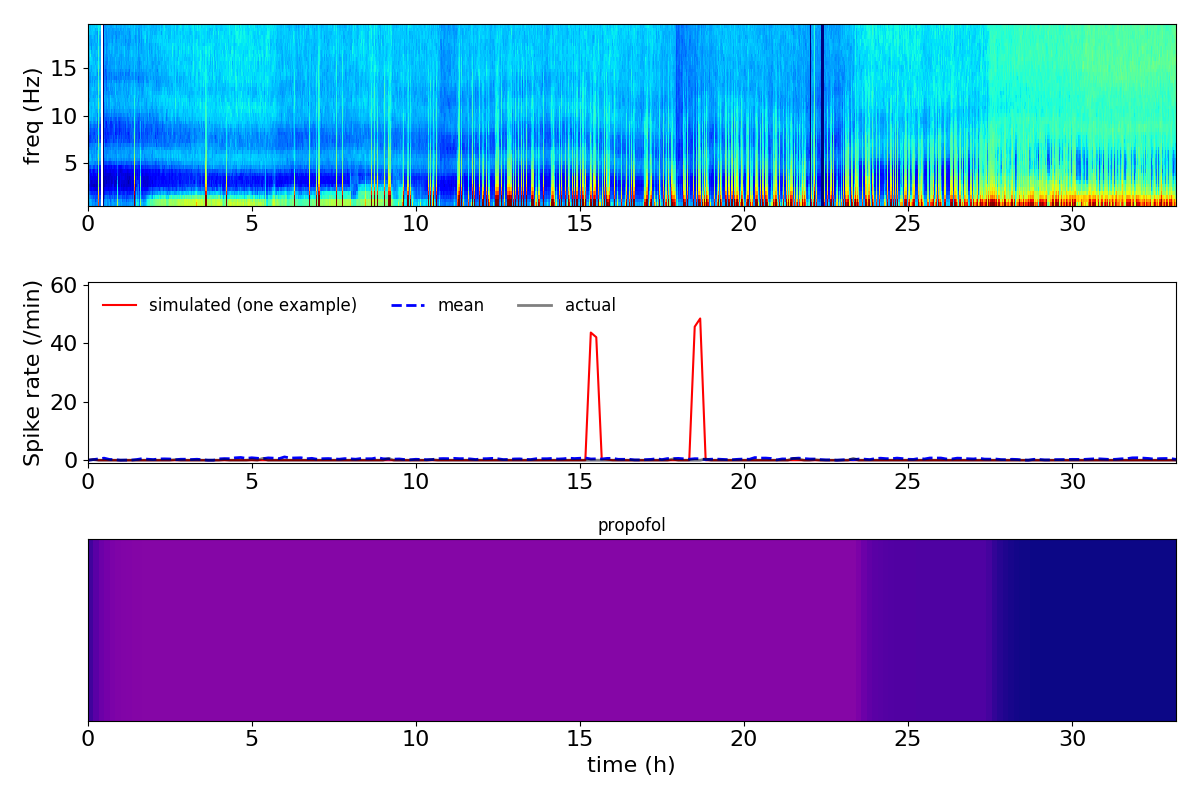 freq (Hz)
15
10
5
0 5 10 15 20 25 30
Spike rate (/min)
60
40
20
0
simulated (one example) mean actual
0 5 10 15 20 25 30
propofol
0 5 10 15 20 25 30
time (h)